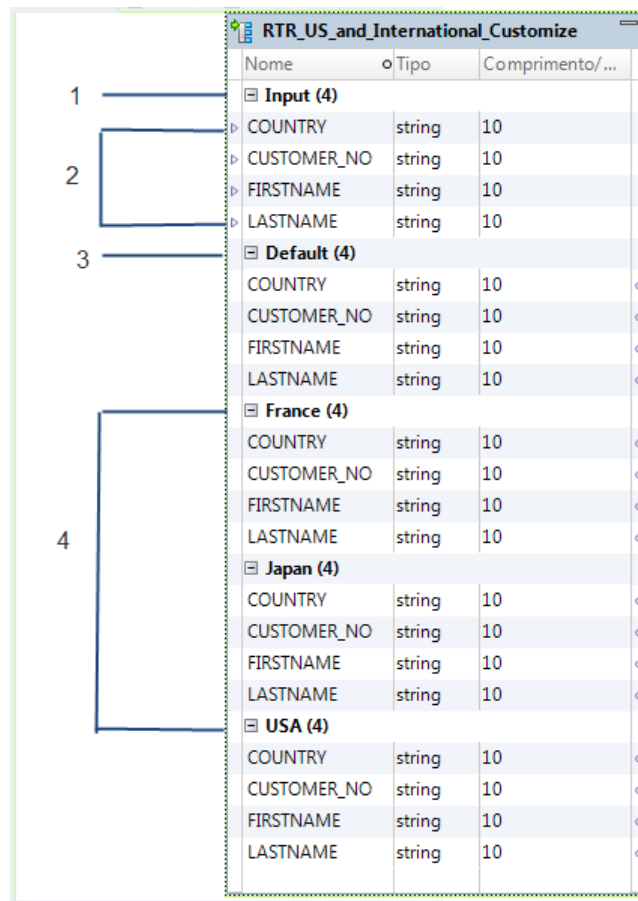 RTR_US_and_International_Customize
Nome Tipo Comprimento/...
1 Input (4)
COUNTRY string 10
CUSTOMER_NO string 10
2
FIRSTNAME string 10
LASTNAME string 10
3 Default (4)
COUNTRY string 10
CUSTOMER_NO string 10
FIRSTNAME string 10
LASTNAME string 10
France (4)
COUNTRY string 10
CUSTOMER_NO string 10
FIRSTNAME string 10
4 LASTNAME string 10
Japan (4)
COUNTRY string 10
CUSTOMER_NO string 10
FIRSTNAME string 10
LASTNAME string 10
USA (4)
COUNTRY string 10
CUSTOMER_NO string 10
FIRSTNAME string 10
LASTNAME string 10